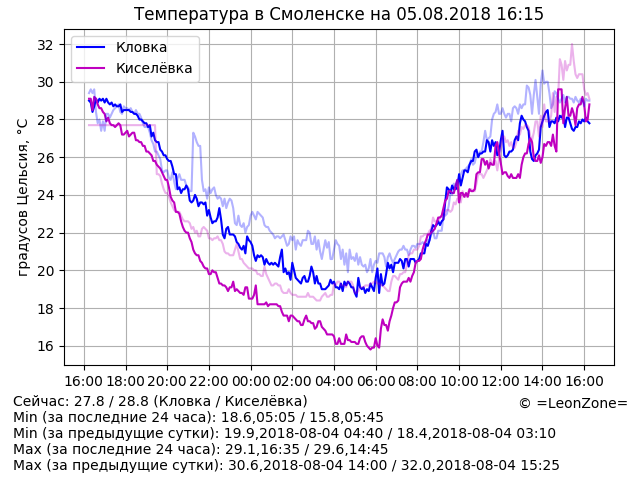 Температура в Смоленске на 05.08.2018 16:15
Кловка
Киселёвка
градусов Цельсия, °C
32
30
28
26
24
22
20
18
16
16:00 18:00 20:00 22:00 00:00 02:00 04:00 06:00 08:00 10:00 12:00 14:00 16:00
Сейчас: 27.8 / 28.8 (Кловка / Киселёвка)
© =LeonZone=
Min (за последние 24 часа): 18.6,05:05 / 15.8,05:45
Min (за предыдущие сутки): 19.9,2018-08-04 04:40 / 18.4,2018-08-04 03:10
Max (за последние 24 часа): 29.1,16:35 / 29.6,14:45
Max (за предыдущие сутки): 30.6,2018-08-04 14:00 / 32.0,2018-08-04 15:25